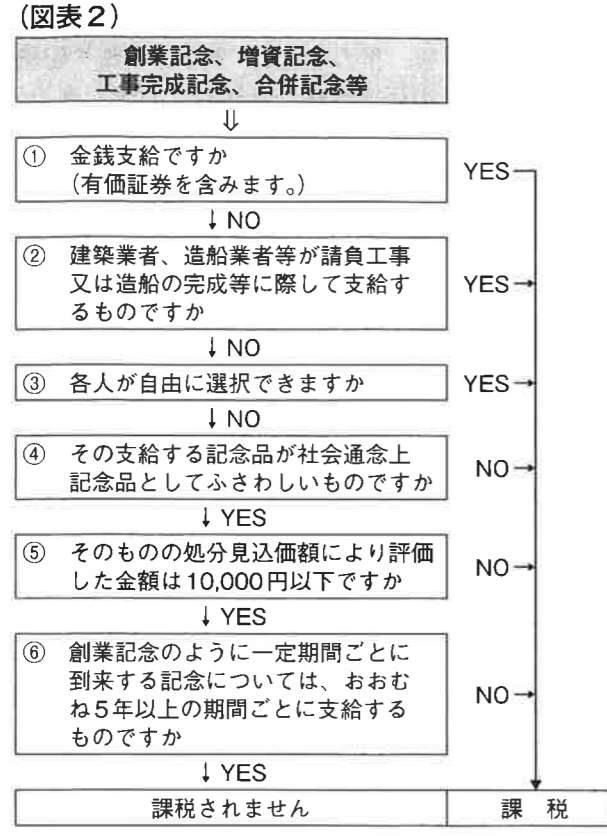 (図表2)
創業記念、増資記念、
工事完成記念、合併記念等
⇓
① 金銭支給ですか
(有価証券を含みます。)
YES
↓ NO
② 建築業者、造船業者等が請負工事
又は造船の完成等に際して支給す
るものですか
YES→
↓ NO
③ 各人が自由に選択できますか
YES→
↓ NO
④ その支給する記念品が社会通念上
記念品としてふさわしいものですか
NO→
↓ YES
⑤ そのものの処分見込価額により評価
した金額は10,000円以下ですか
NO→
↓ YES
⑥ 創業記念のように一定期間ごとに
到来する記念については、おおむ
ね5年以上の期間ごとに支給する
ものですか
NO→
↓ YES
課税されません
課 税